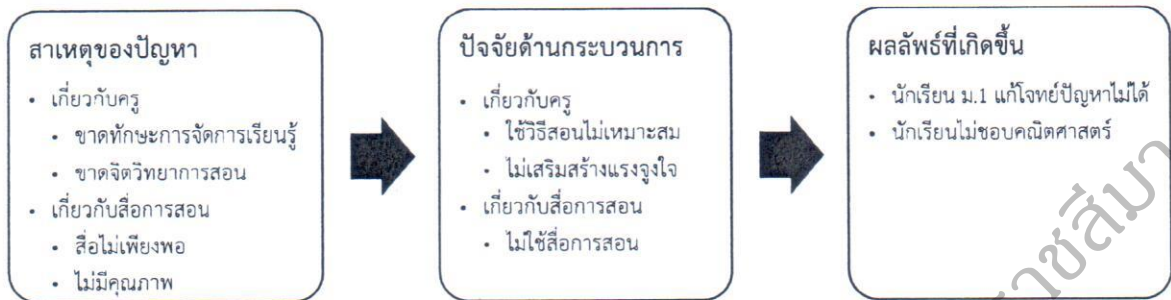 สาเหตุของปัญหา
• เกี่ยวกับครู
• ขาดทักษะการจัดการเรียนรู้
• ขาดจิตวิทยาการสอน
• เกี่ยวกับสื่อการสอน
• สื่อไม่เพียงพอ
• ไม่มีคุณภาพ
ปัจจัยด้านกระบวนการ
• เกี่ยวกับครู
• ใช้วิธีสอนไม่เหมาะสม
• ไม่เสริมสร้างแรงจูงใจ
• เกี่ยวกับสื่อการสอน
• ไม่ใช้สื่อการสอน
ผลลัพธ์ที่เกิดขึ้น
• นักเรียน ม.1 แก้โจทย์ปัญหาไม่ได้
• นักเรียนไม่ชอบคณิตศาสตร์